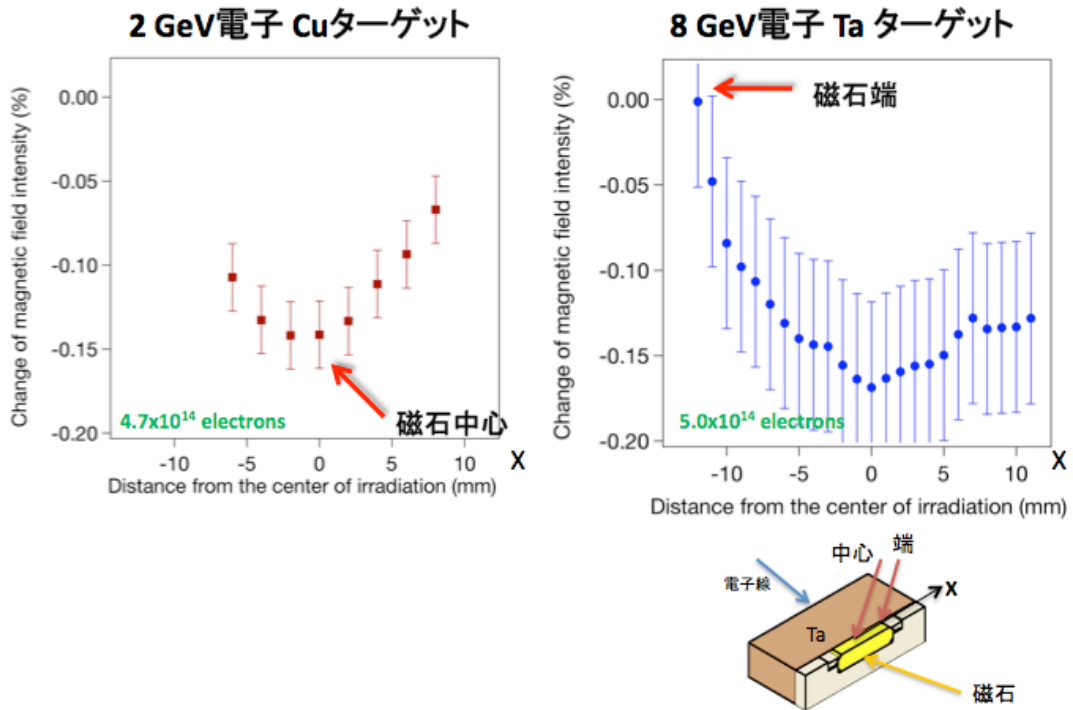 2 GeV電子 Cuターゲット
Change of magnetic field intensity (%)
0.00
-0.05
-0.10
-0.15
-0.20
磁石中心
4.7x10¹⁴ electrons
-10
-5
0
5
10
X
Distance from the center of irradiation (mm)
8 GeV電子 Ta ターゲット
Change of magnetic field intensity (%)
0.00
-0.05
-0.10
-0.15
-0.20
磁石端
5.0x10¹⁴ electrons
-10
-5
0
5
10
X
Distance from the center of irradiation (mm)
中心
端
電子線
X
Ta
磁石